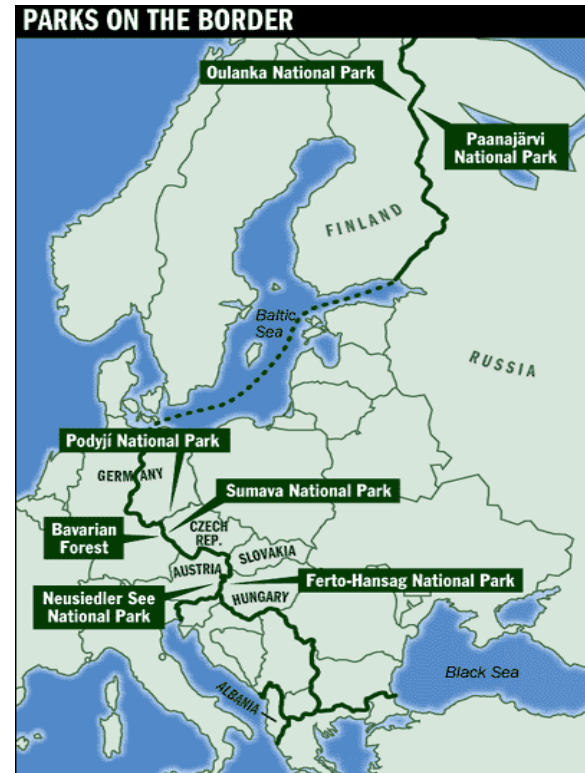 PARKS ON THE BORDER
Oulanka National Park
Paanajärvi
National Park
FINLAND
Baltic
Sea
RUSSIA
Podyjí National Park
GERMANY
Sumava National Park
Bavarian
Forest
CZECH
REP.
SLOVAKIA
AUSTRIA
Ferto-Hansag National Park
Neusiedler See
National Park
HUNGARY
Black Sea
ALBANIA